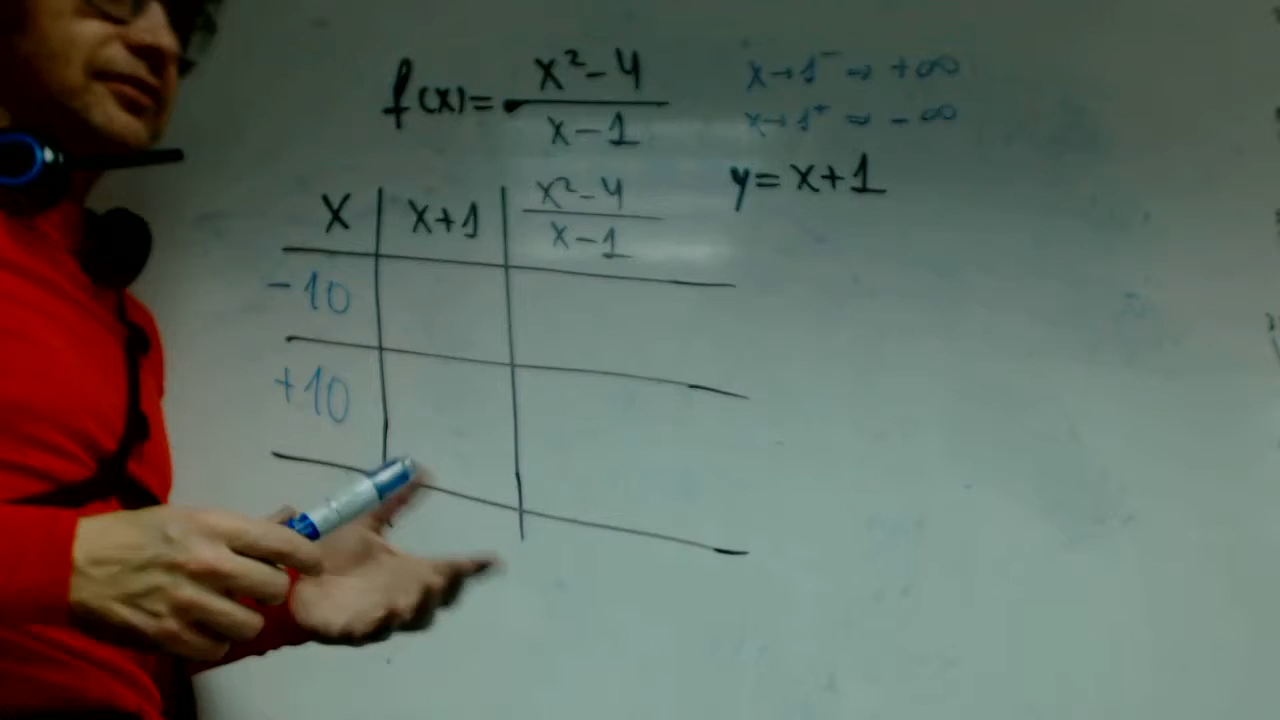 f(x) = (x²-4)/(x-1)
x→1⁻ ⇒ +∞
x→1⁺ ⇒ -∞
y = x+1
x | x+1 | (x²-4)/(x-1)
-10
+10